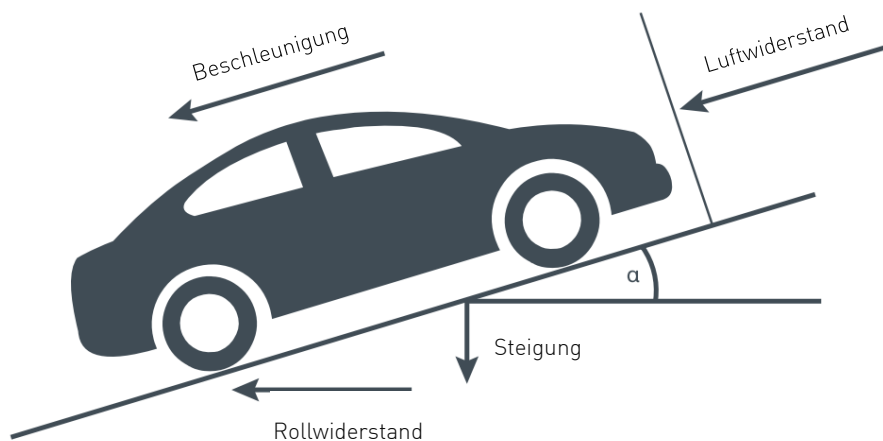 Beschleunigung
Luftwiderstand
α
Steigung
Rollwiderstand